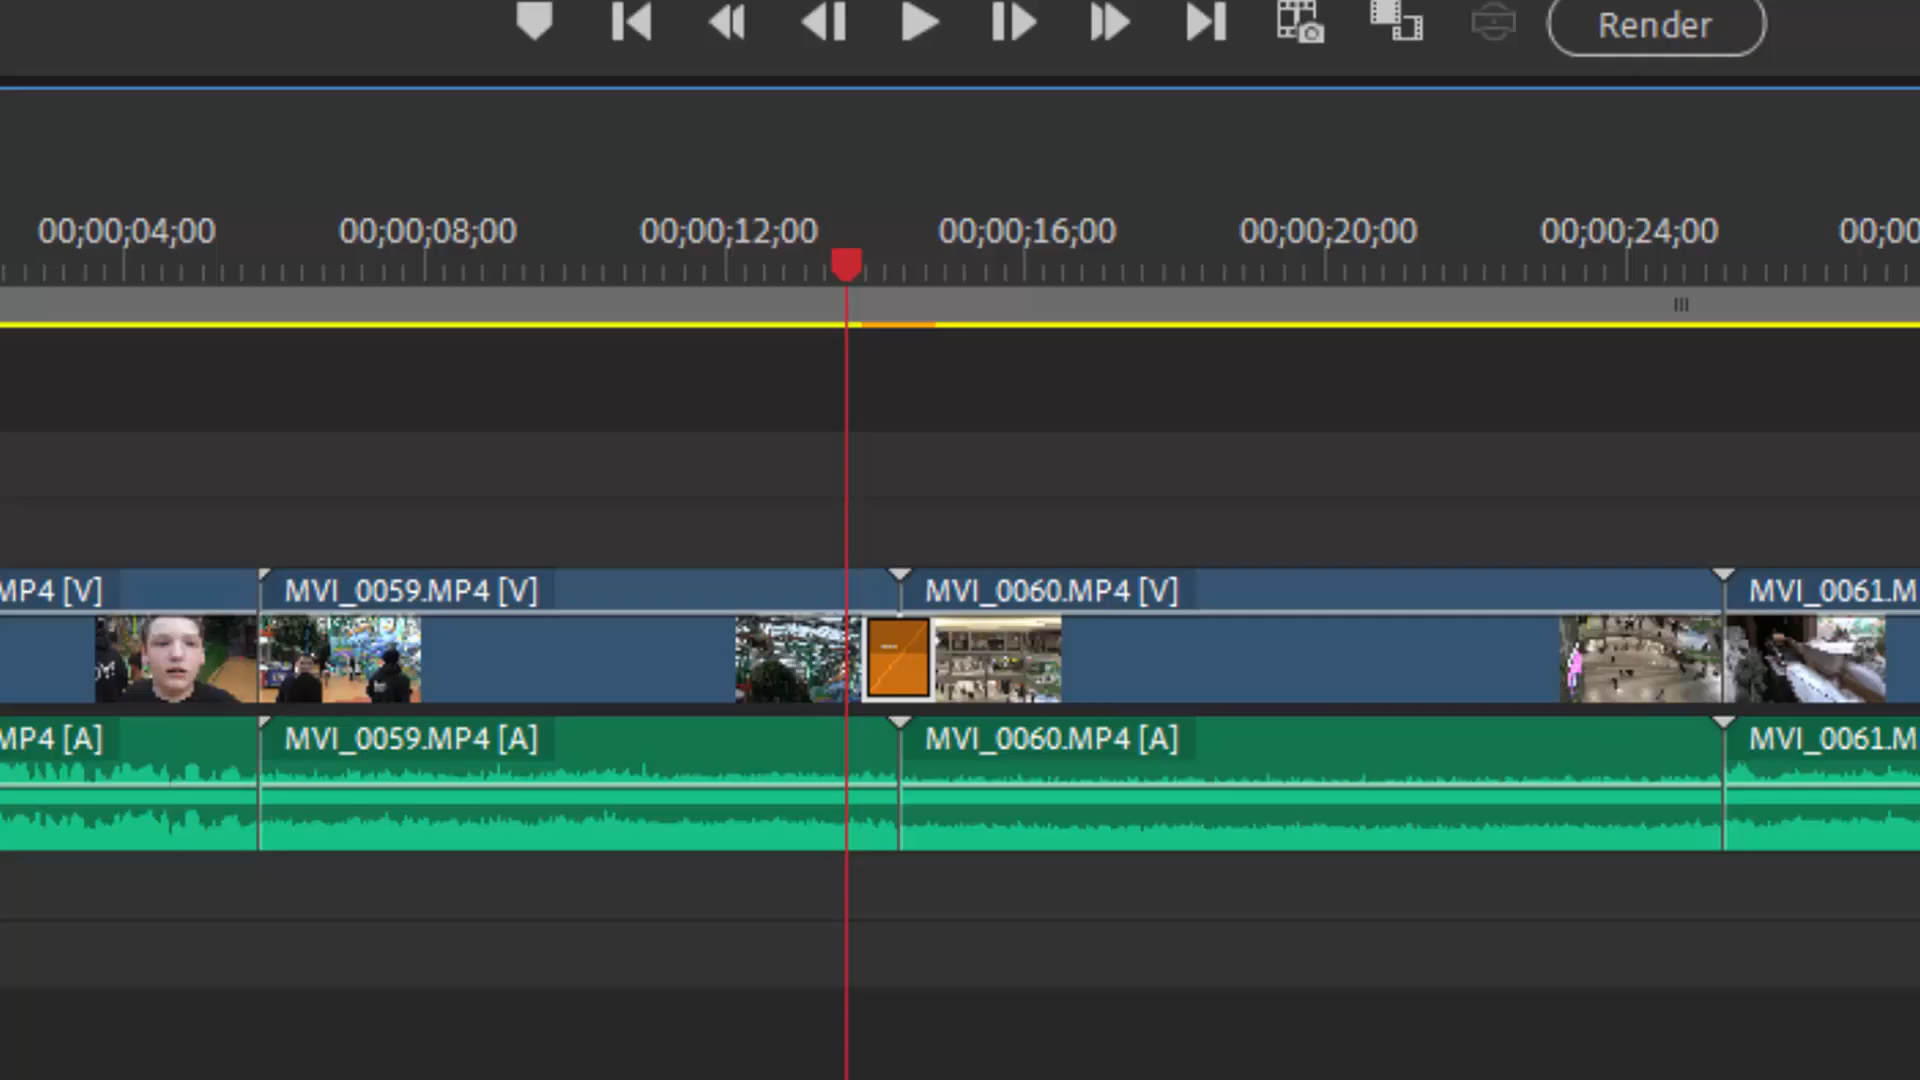 Render
00;00;04;00 00;00;08;00 00;00;12;00 00;00;16;00 00;00;20;00 00;00;24;00 00;00
MP4 [V] MVI_0059.MP4 [V] MVI_0060.MP4 [V] MVI_0061.M
MP4 [A] MVI_0059.MP4 [A] MVI_0060.MP4 [A] MVI_0061.M